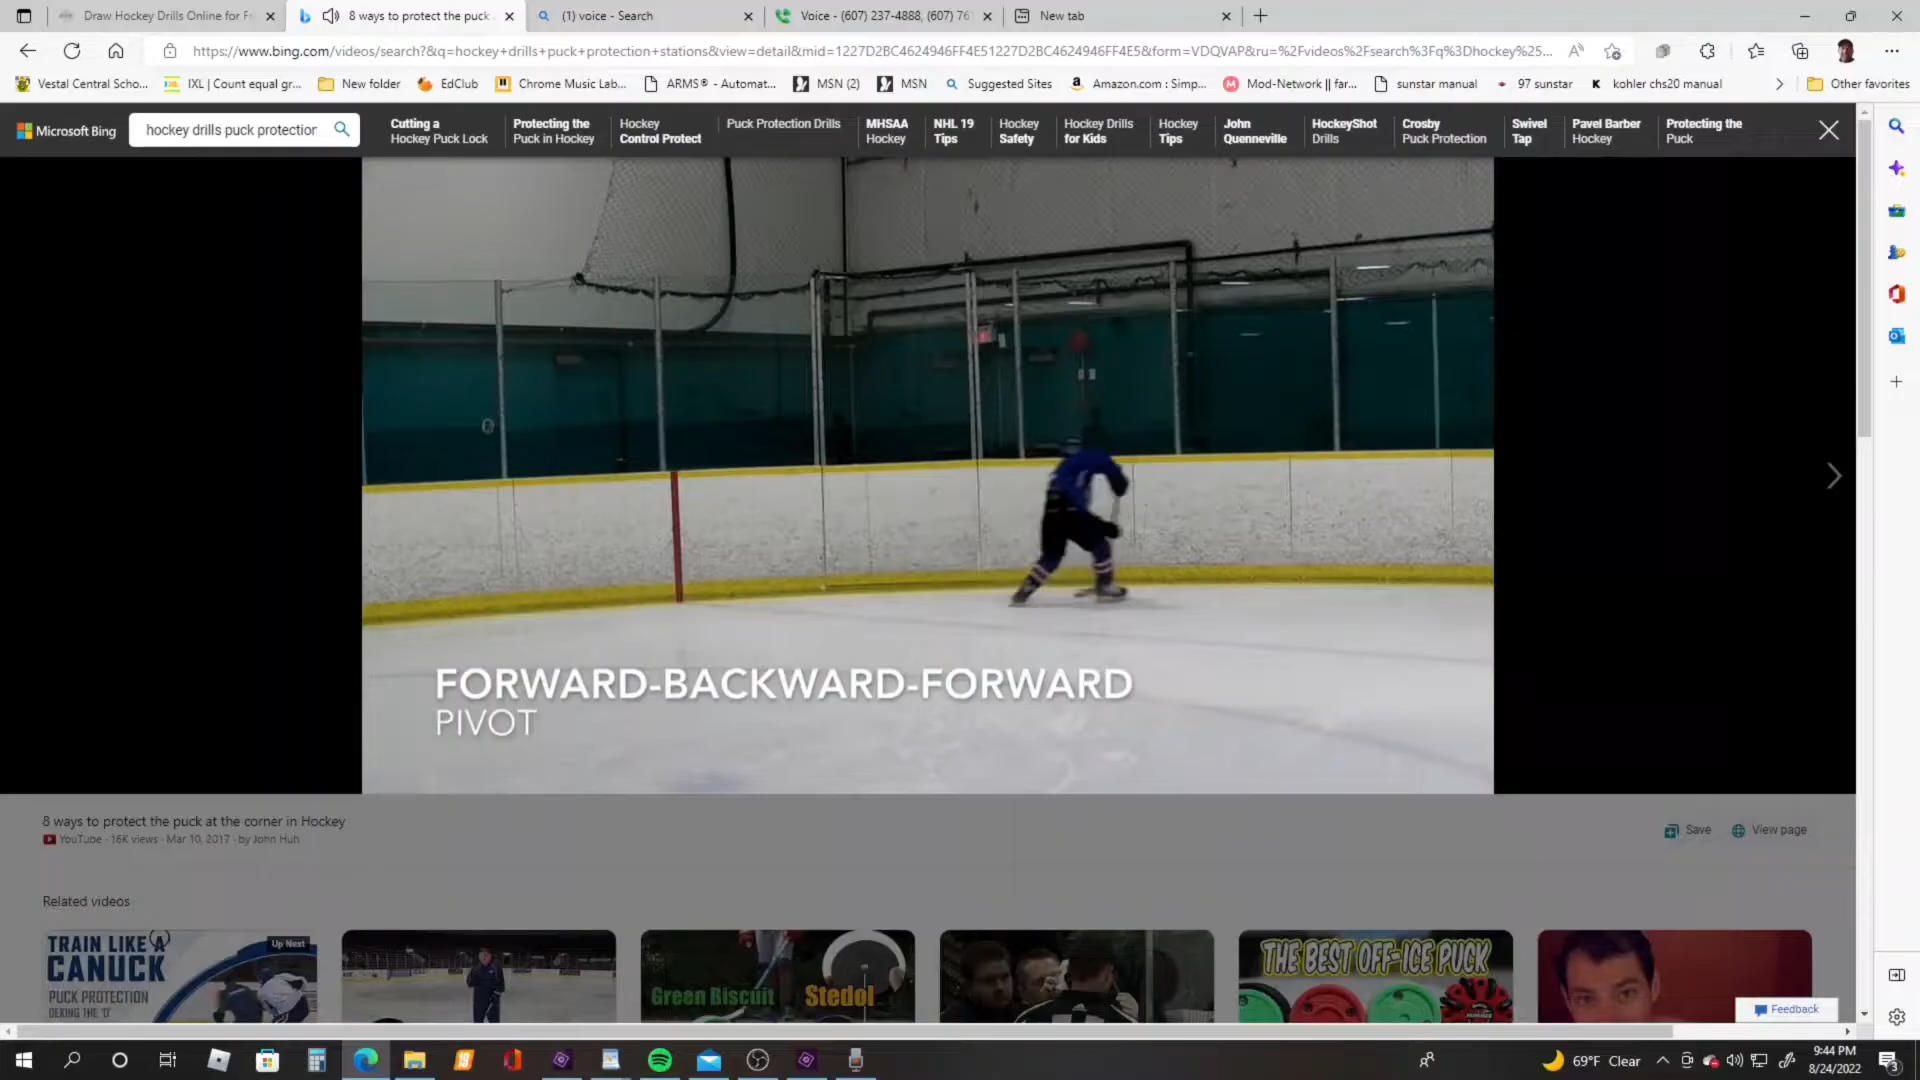 Draw Hockey Drills Online for Fr
8 ways to protect the puck
(1) voice - Search
Voice - (607) 237-4888, (607) 76
New tab
https://www.bing.com/videos/search?&q=hockey+drills+puck+protection+stations&view=detail&mid=1227D2BC4624946FF4E51227D2BC4624946FF4E5&form=VDQVAP&ru=%2Fvideos%2Fsearch%3Fq%3Dhockey%25...
Vestal Central Scho...
IXL | Count equal gr...
New folder
EdClub
Chrome Music Lab...
ARMS® - Automat...
MSN (2)
MSN
Suggested Sites
Amazon.com : Simp...
Mod-Network || far...
sunstar manual
97 sunstar
K kohler chs20 manual
Other favorites
Microsoft Bing
hockey drills puck protection
Cutting a
Hockey Puck Lock
Protecting the
Puck in Hockey
Hockey
Control Protect
Puck Protection Drills
MHSAA
Hockey
NHL 19
Tips
Hockey
Safety
Hockey Drills
for Kids
Hockey
Tips
John
Quenneville
HockeyShot
Drills
Crosby
Puck Protection
Swivel
Tap
Pavel Barber
Hockey
Protecting the
Puck
FORWARD-BACKWARD-FORWARD
PIVOT
8 ways to protect the puck at the corner in Hockey
YouTube · 16K views · Mar 10, 2017 · by John Huh
Save
View page
Related videos
TRAIN LIKE A
CANUCK
PUCK PROTECTION
DEKING THE 'D'
Up Next
Green Biscuit
Stedol
THE BEST OFF-ICE PUCK
Feedback
69°F Clear
9:44 PM
8/24/2022
3